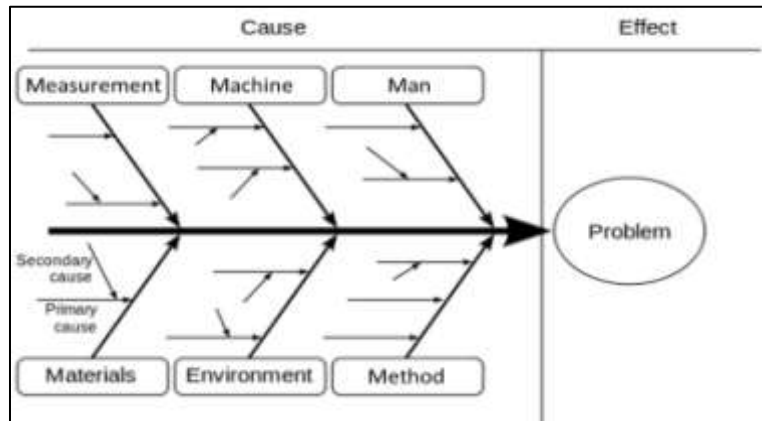 Cause
Effect
Measurement
Machine
Man
Problem
Secondary
cause
Primary
cause
Materials
Environment
Method